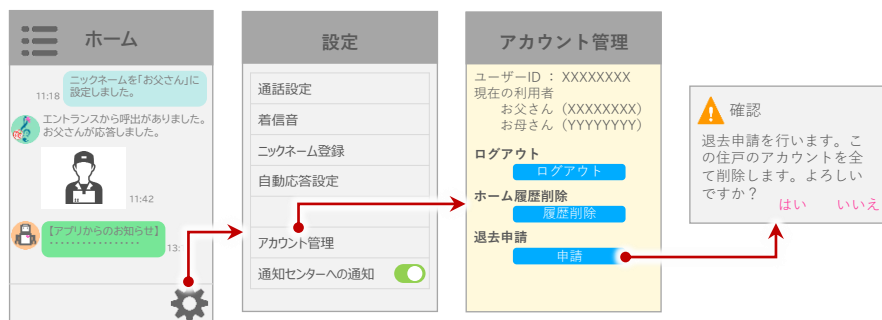 ホーム
ニックネームを「お父さん」に
設定しました。
11:18
エントランスから呼出がありました。
お父さんが応答しました。
11:42
【アプリからのお知らせ】
・・・・・・・・・・・・・・・・
13:
設定
通話設定
着信音
ニックネーム登録
自動応答設定
アカウント管理
通知センターへの通知
アカウント管理
ユーザーID : XXXXXXXX
現在の利用者
お父さん（XXXXXXXX）
お母さん（YYYYYYYY）
ログアウト
ログアウト
ホーム履歴削除
履歴削除
退去申請
申請
確認
退去申請を行います。こ
の住戸のアカウントを全
て削除します。よろしい
ですか？
はい いいえ